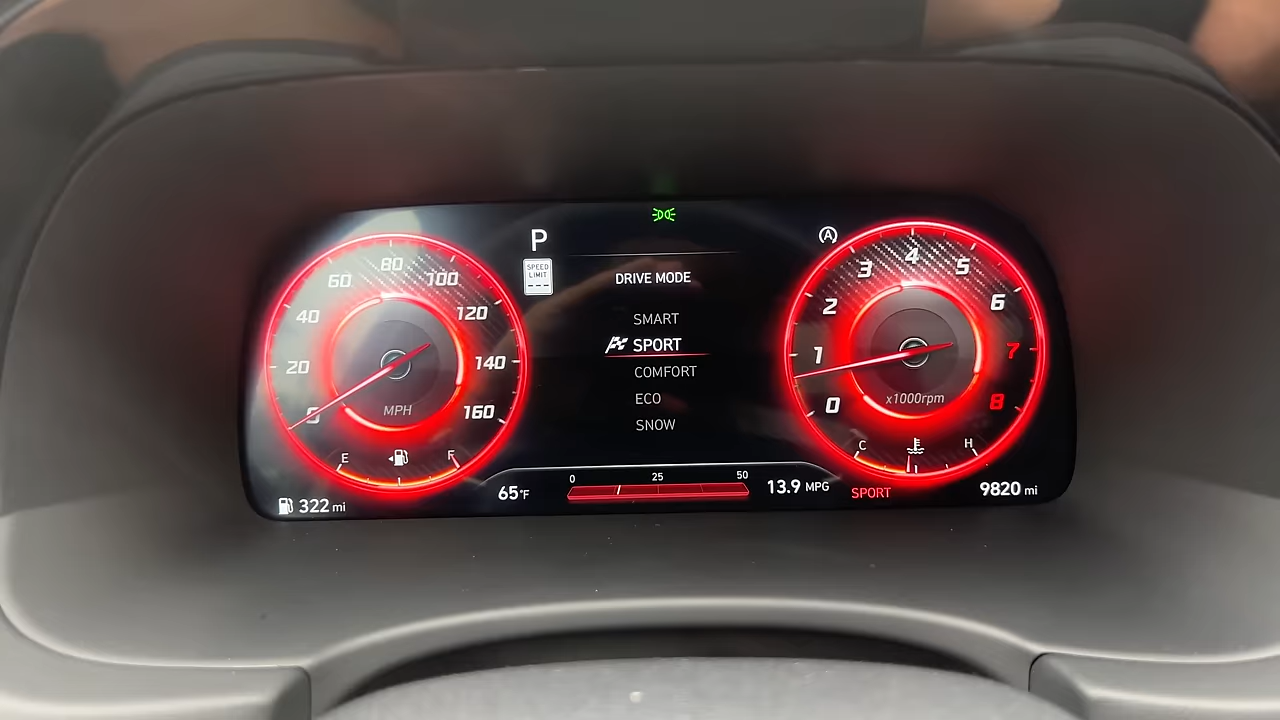 P
SPEED
LIMIT
---
DRIVE MODE
SMART
SPORT
COMFORT
ECO
SNOW
0
20
40
60
80
100
120
140
160
MPH
E
F
322 mi
65°F
0
25
50
13.9 MPG
A
0
1
2
3
4
5
6
7
8
x1000rpm
C
H
SPORT
9820 mi